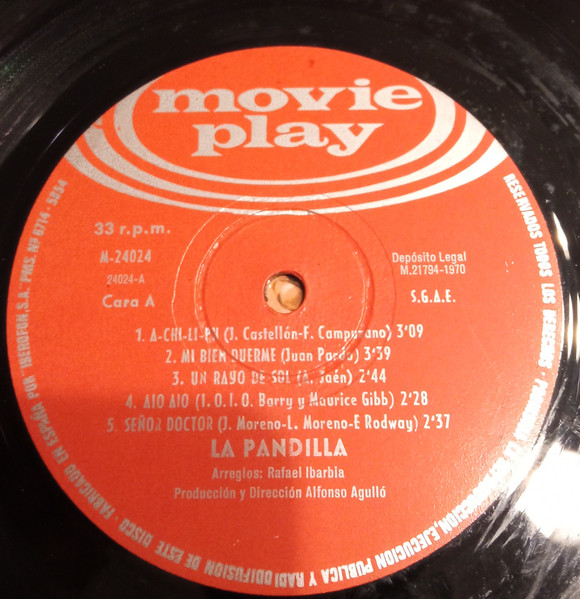 movie
play
33 r.p.m.
M-24024
24024-A
Cara A
Depósito Legal
M.21794-1970
S.G.A.E.
1. A-CHI-LI-PU (J. Castellón-F. Campuzano) 3'09
2. MI BIEN DUERME (Juan Pardo) 3'39
3. UN RAYO DE SOL (A. Jaén) 2'44
4. AIO AIO (I.O.I.O. Barry y Maurice Gibb) 2'28
5. SEÑOR DOCTOR (J. Moreno-L. Moreno-E Rodway) 2'37
LA PANDILLA
Arreglos: Rafael Ibarbia
Producción y Dirección Alfonso Agulló
RESERVADOS TODOS LOS DERECHOS - EJECUCION PUBLICA Y RADIODIFUSION DE ESTE DISCO - FABRICADO EN ESPAÑA POR "IBEROFON,S.A." PMS. Nº 6714 - 5854